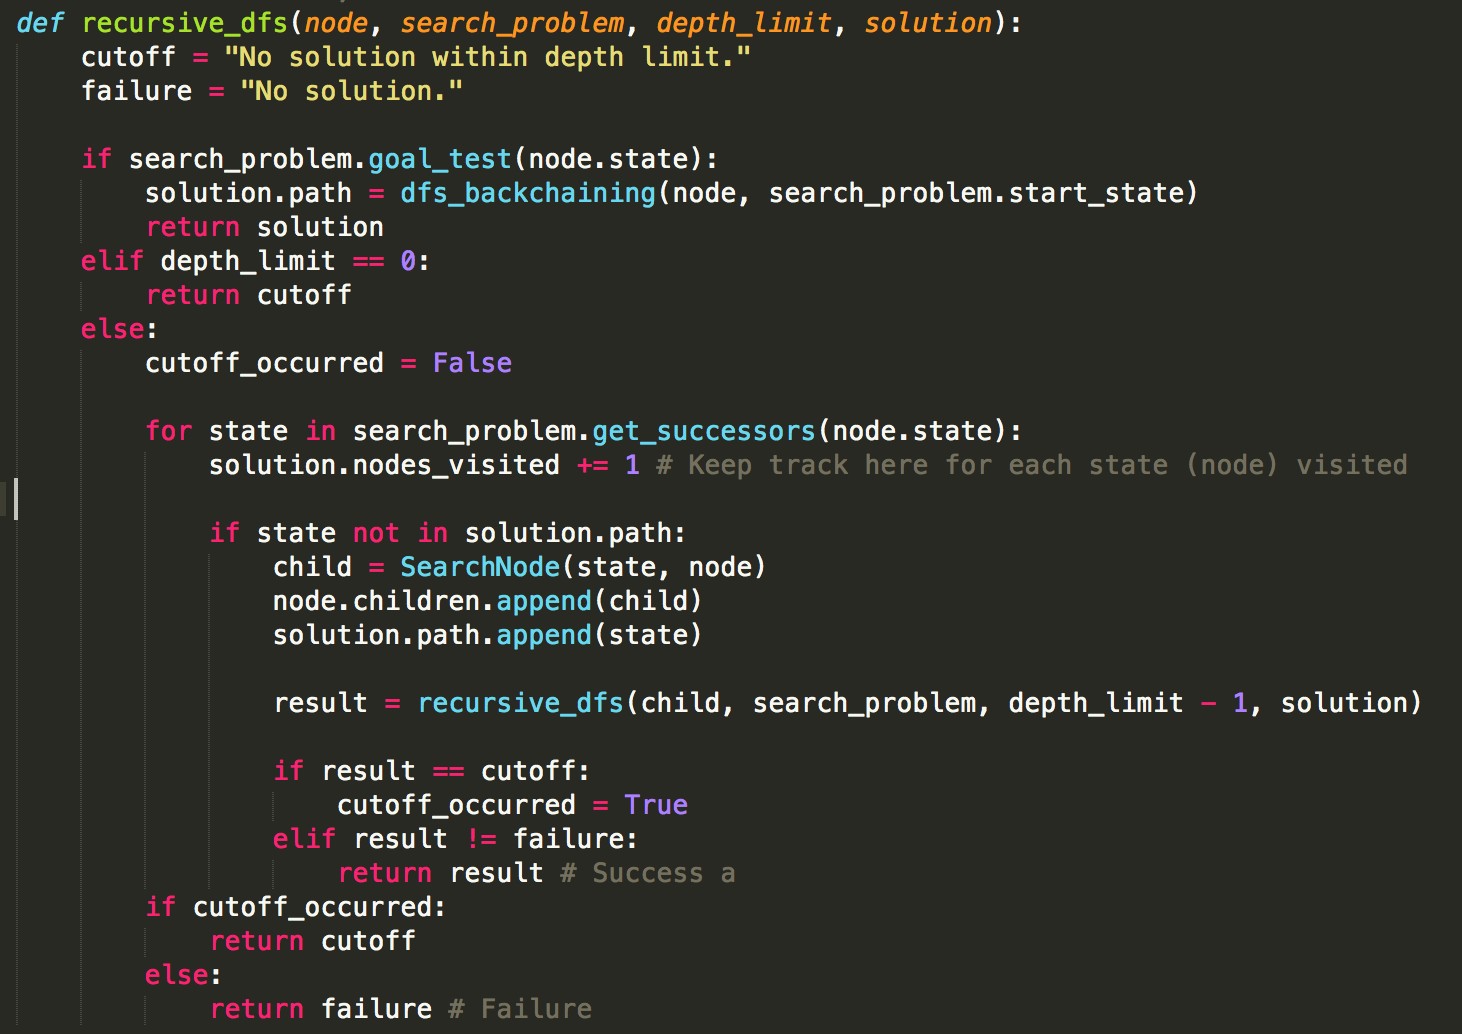 def recursive_dfs(node, search_problem, depth_limit, solution):
    cutoff = "No solution within depth limit."
    failure = "No solution."

    if search_problem.goal_test(node.state):
        solution.path = dfs_backchaining(node, search_problem.start_state)
        return solution
    elif depth_limit == 0:
        return cutoff
    else:
        cutoff_occurred = False

        for state in search_problem.get_successors(node.state):
            solution.nodes_visited += 1 # Keep track here for each state (node) visited

            if state not in solution.path:
                child = SearchNode(state, node)
                node.children.append(child)
                solution.path.append(state)

                result = recursive_dfs(child, search_problem, depth_limit - 1, solution)

                if result == cutoff:
                    cutoff_occurred = True
                elif result != failure:
                    return result # Success a
        if cutoff_occurred:
            return cutoff
        else:
            return failure # Failure